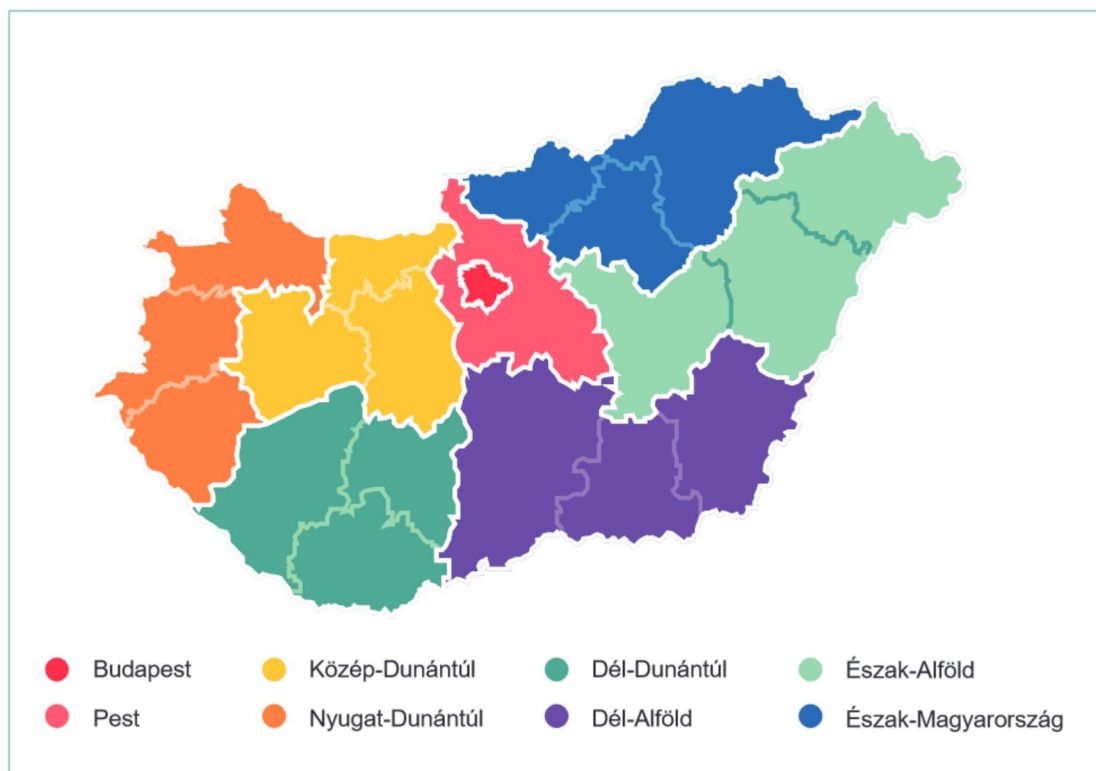 Budapest
Közép-Dunántúl
Dél-Dunántúl
Észak-Alföld
Pest
Nyugat-Dunántúl
Dél-Alföld
Észak-Magyarország